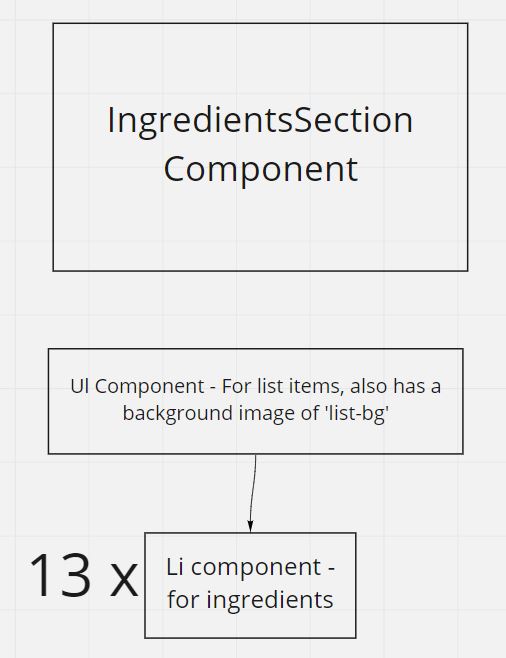 IngredientsSection
Component
Ul Component - For list items, also has a
background image of 'list-bg'
13 x
Li component -
for ingredients